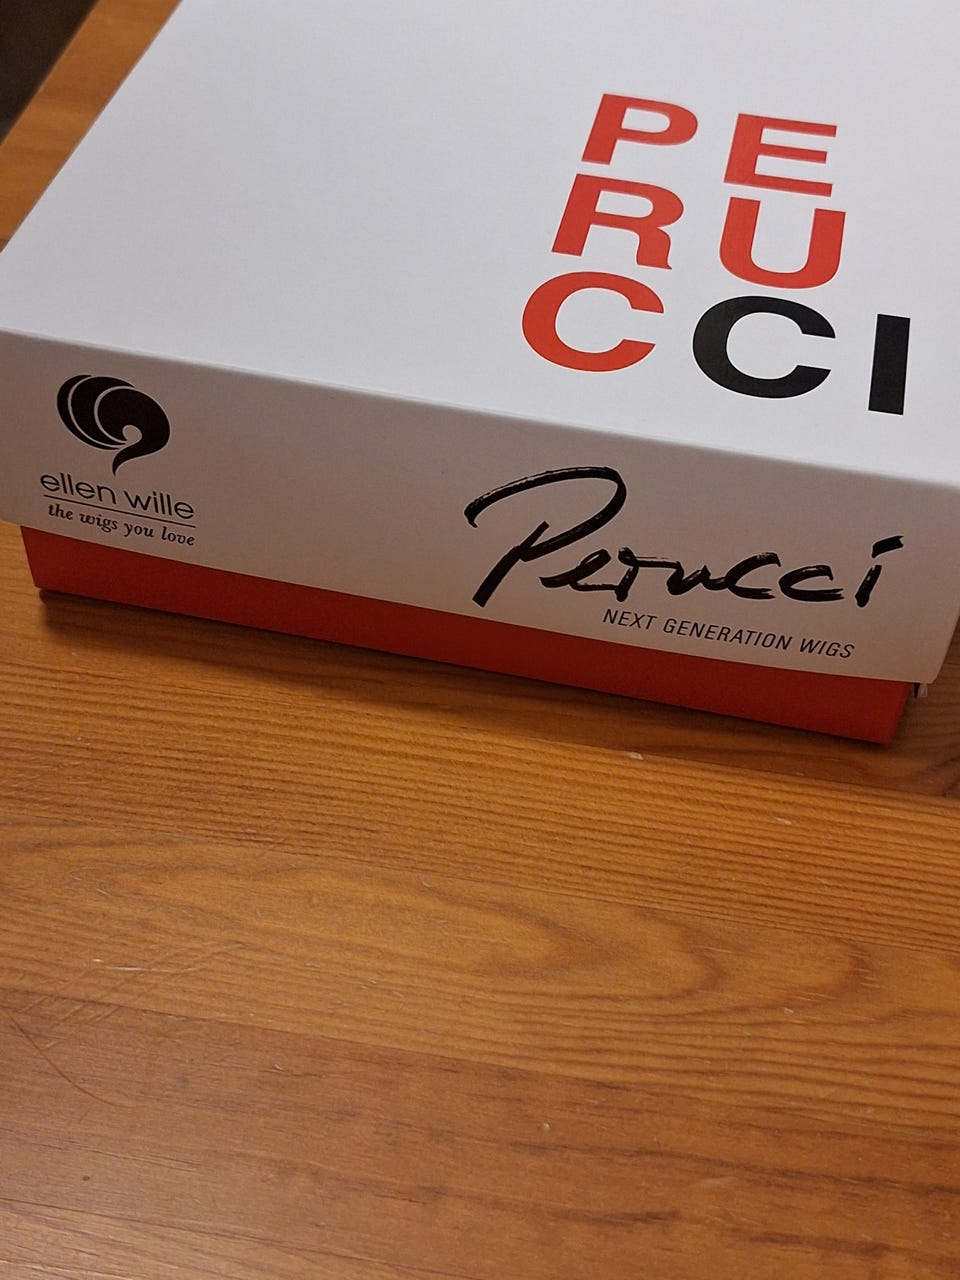 PE
RU
CCI
ellen wille
the wigs you love
Perucci
NEXT GENERATION WIGS